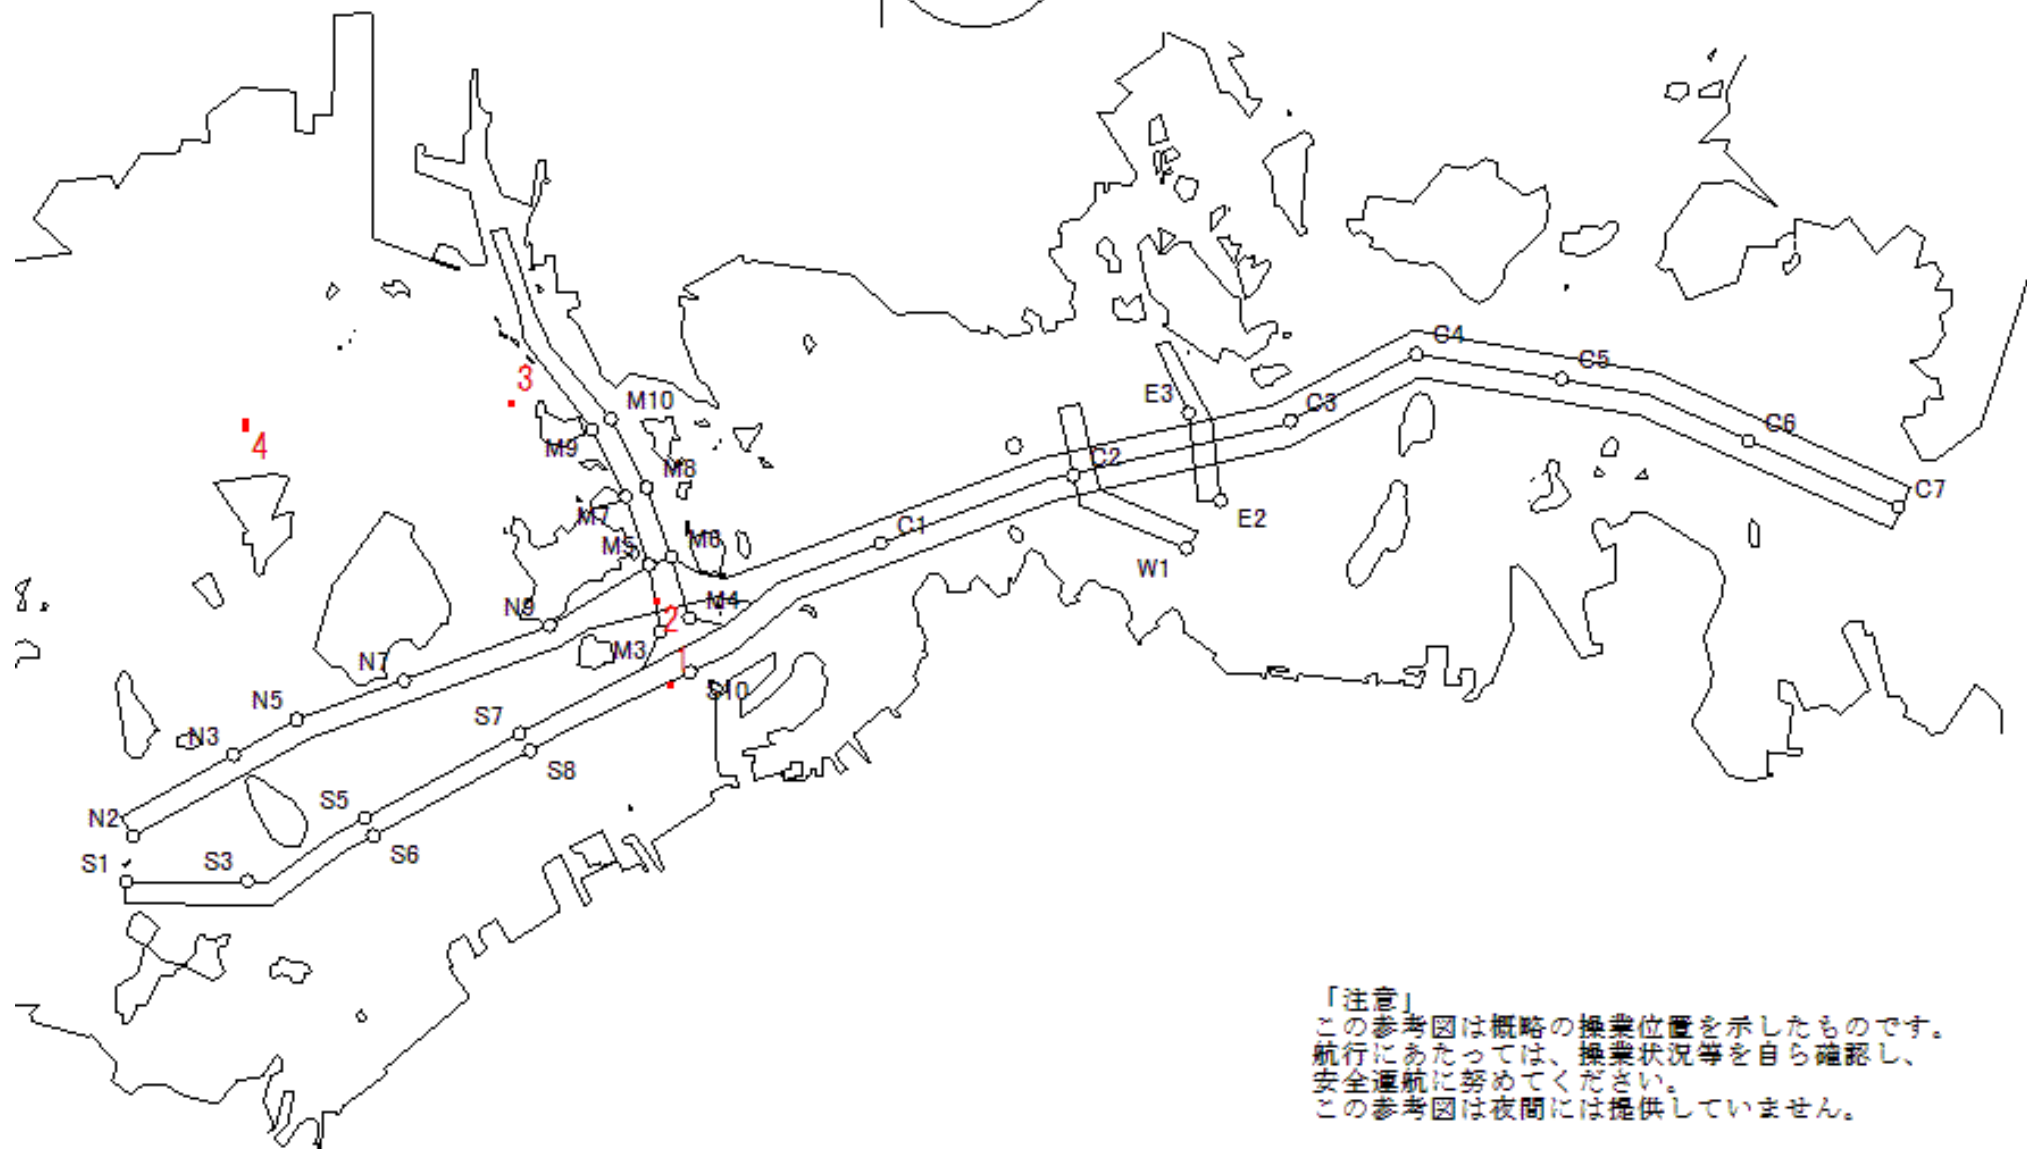 C4
C5
3
E3
M10
C3
C6
4
M9
C2
M8
C7
M7
E2
C1
M5
M6
W1
N9
M4
2
M3
N7
1
S10
N5
S7
N3
S8
S5
N2
S6
S1
S3
「注意」
この参考図は概略の操業位置を示したものです。
航行にあたっては、操業状況等を自ら確認し、
安全運航に努めてください。
この参考図は夜間には提供していません。